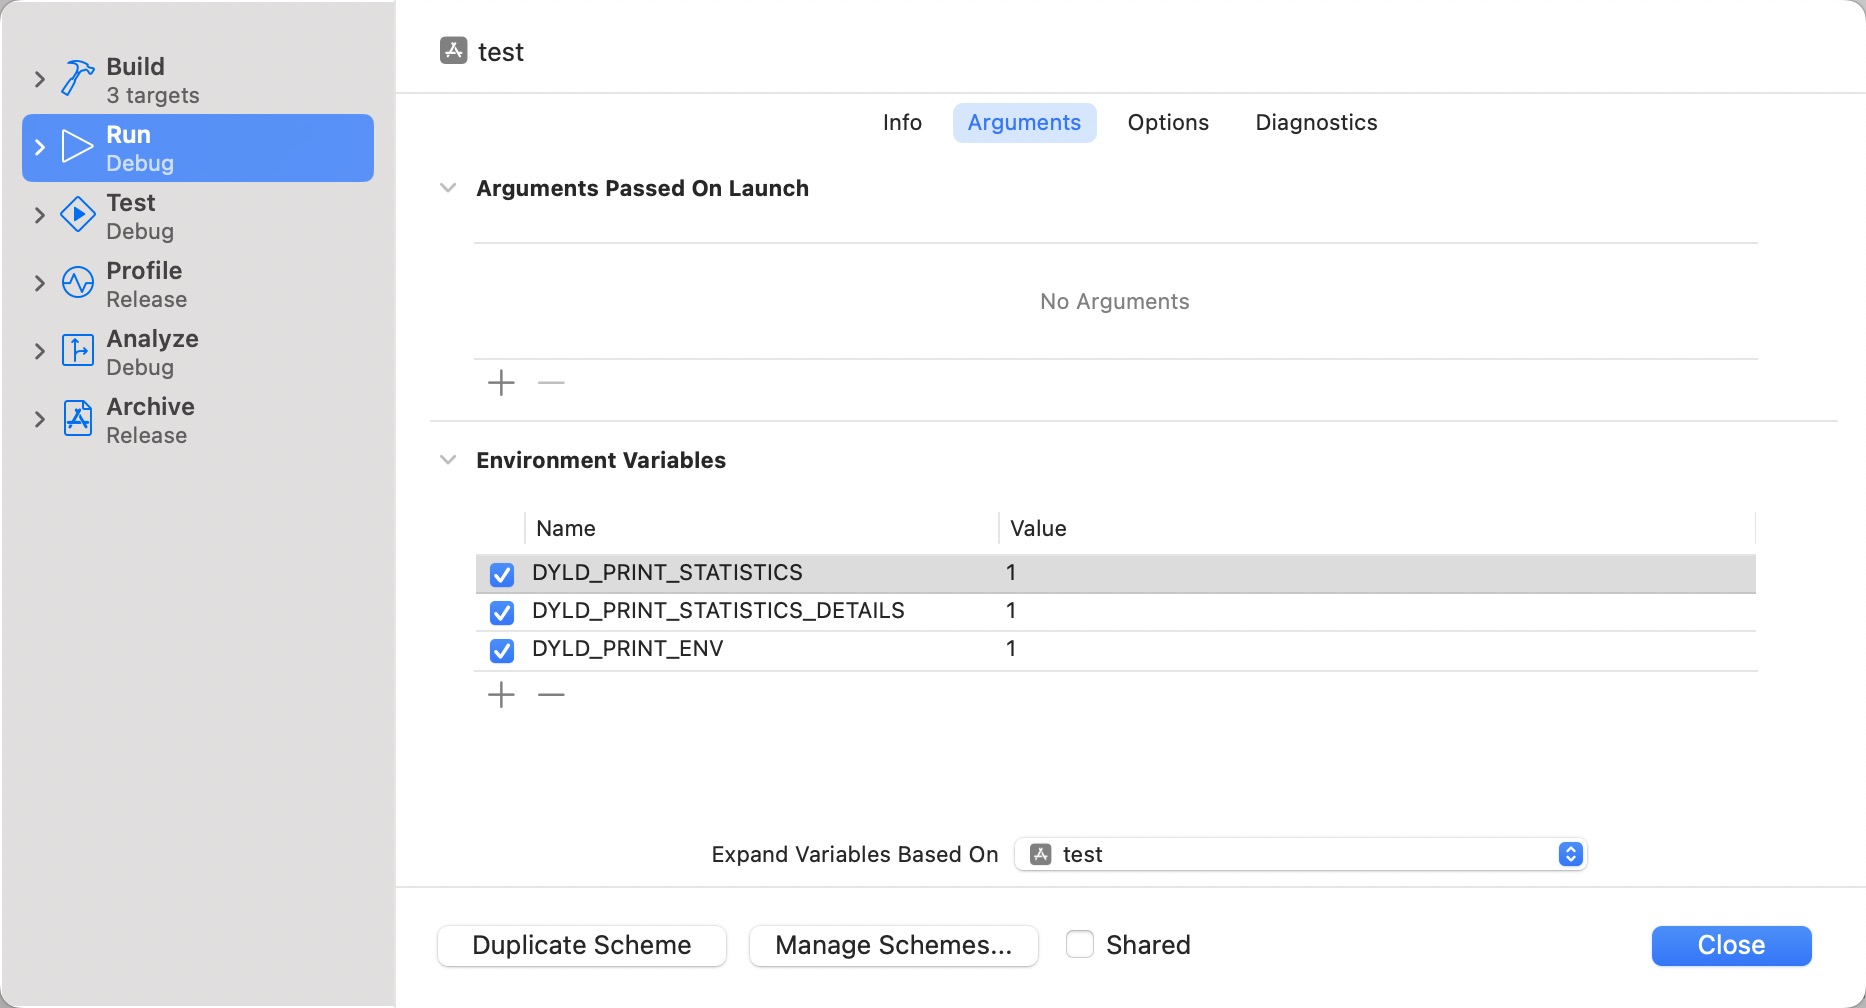 Build
3 targets
Run
Debug
Test
Debug
Profile
Release
Analyze
Debug
Archive
Release
test
Info Arguments Options Diagnostics
Arguments Passed On Launch
No Arguments
Environment Variables
Name Value
DYLD_PRINT_STATISTICS 1
DYLD_PRINT_STATISTICS_DETAILS 1
DYLD_PRINT_ENV 1
Expand Variables Based On test
Duplicate Scheme Manage Schemes... Shared Close